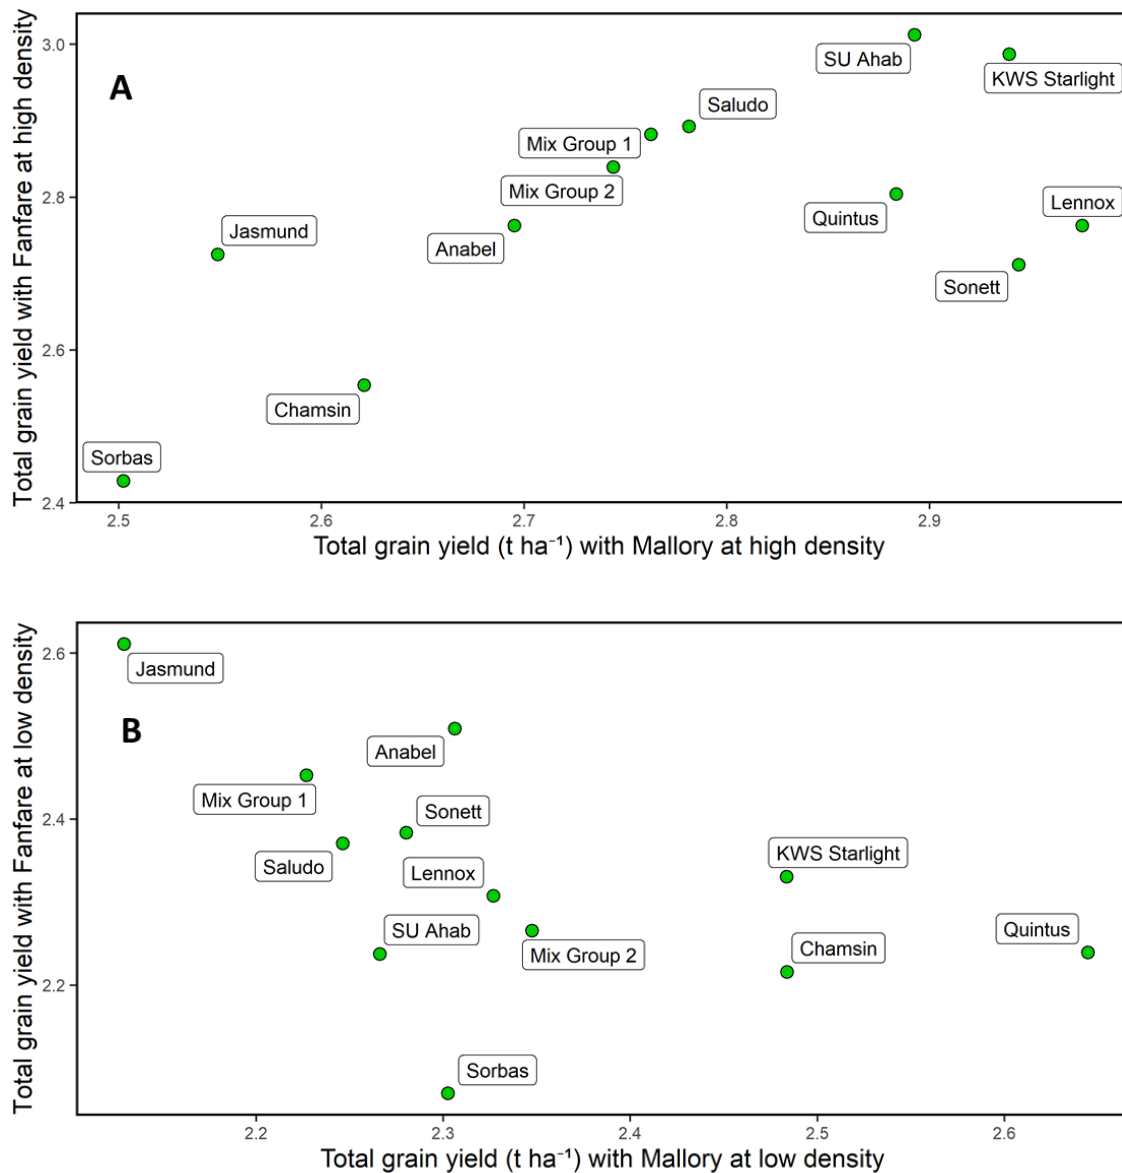 Total grain yield with Fanfare at high density
A
3.0
2.8
2.6
2.4
SU Ahab
KWS Starlight
Saludo
Mix Group 1
Mix Group 2
Quintus
Lennox
Jasmund
Anabel
Sonett
Chamsin
Sorbas
2.5 2.6 2.7 2.8 2.9
Total grain yield (t ha⁻¹) with Mallory at high density
Total grain yield with Fanfare at low density
B
2.6
2.4
2.2
Jasmund
Anabel
Mix Group 1
Sonett
KWS Starlight
Saludo
Lennox
SU Ahab
Quintus
Mix Group 2
Chamsin
Sorbas
2.2 2.3 2.4 2.5 2.6
Total grain yield (t ha⁻¹) with Mallory at low density